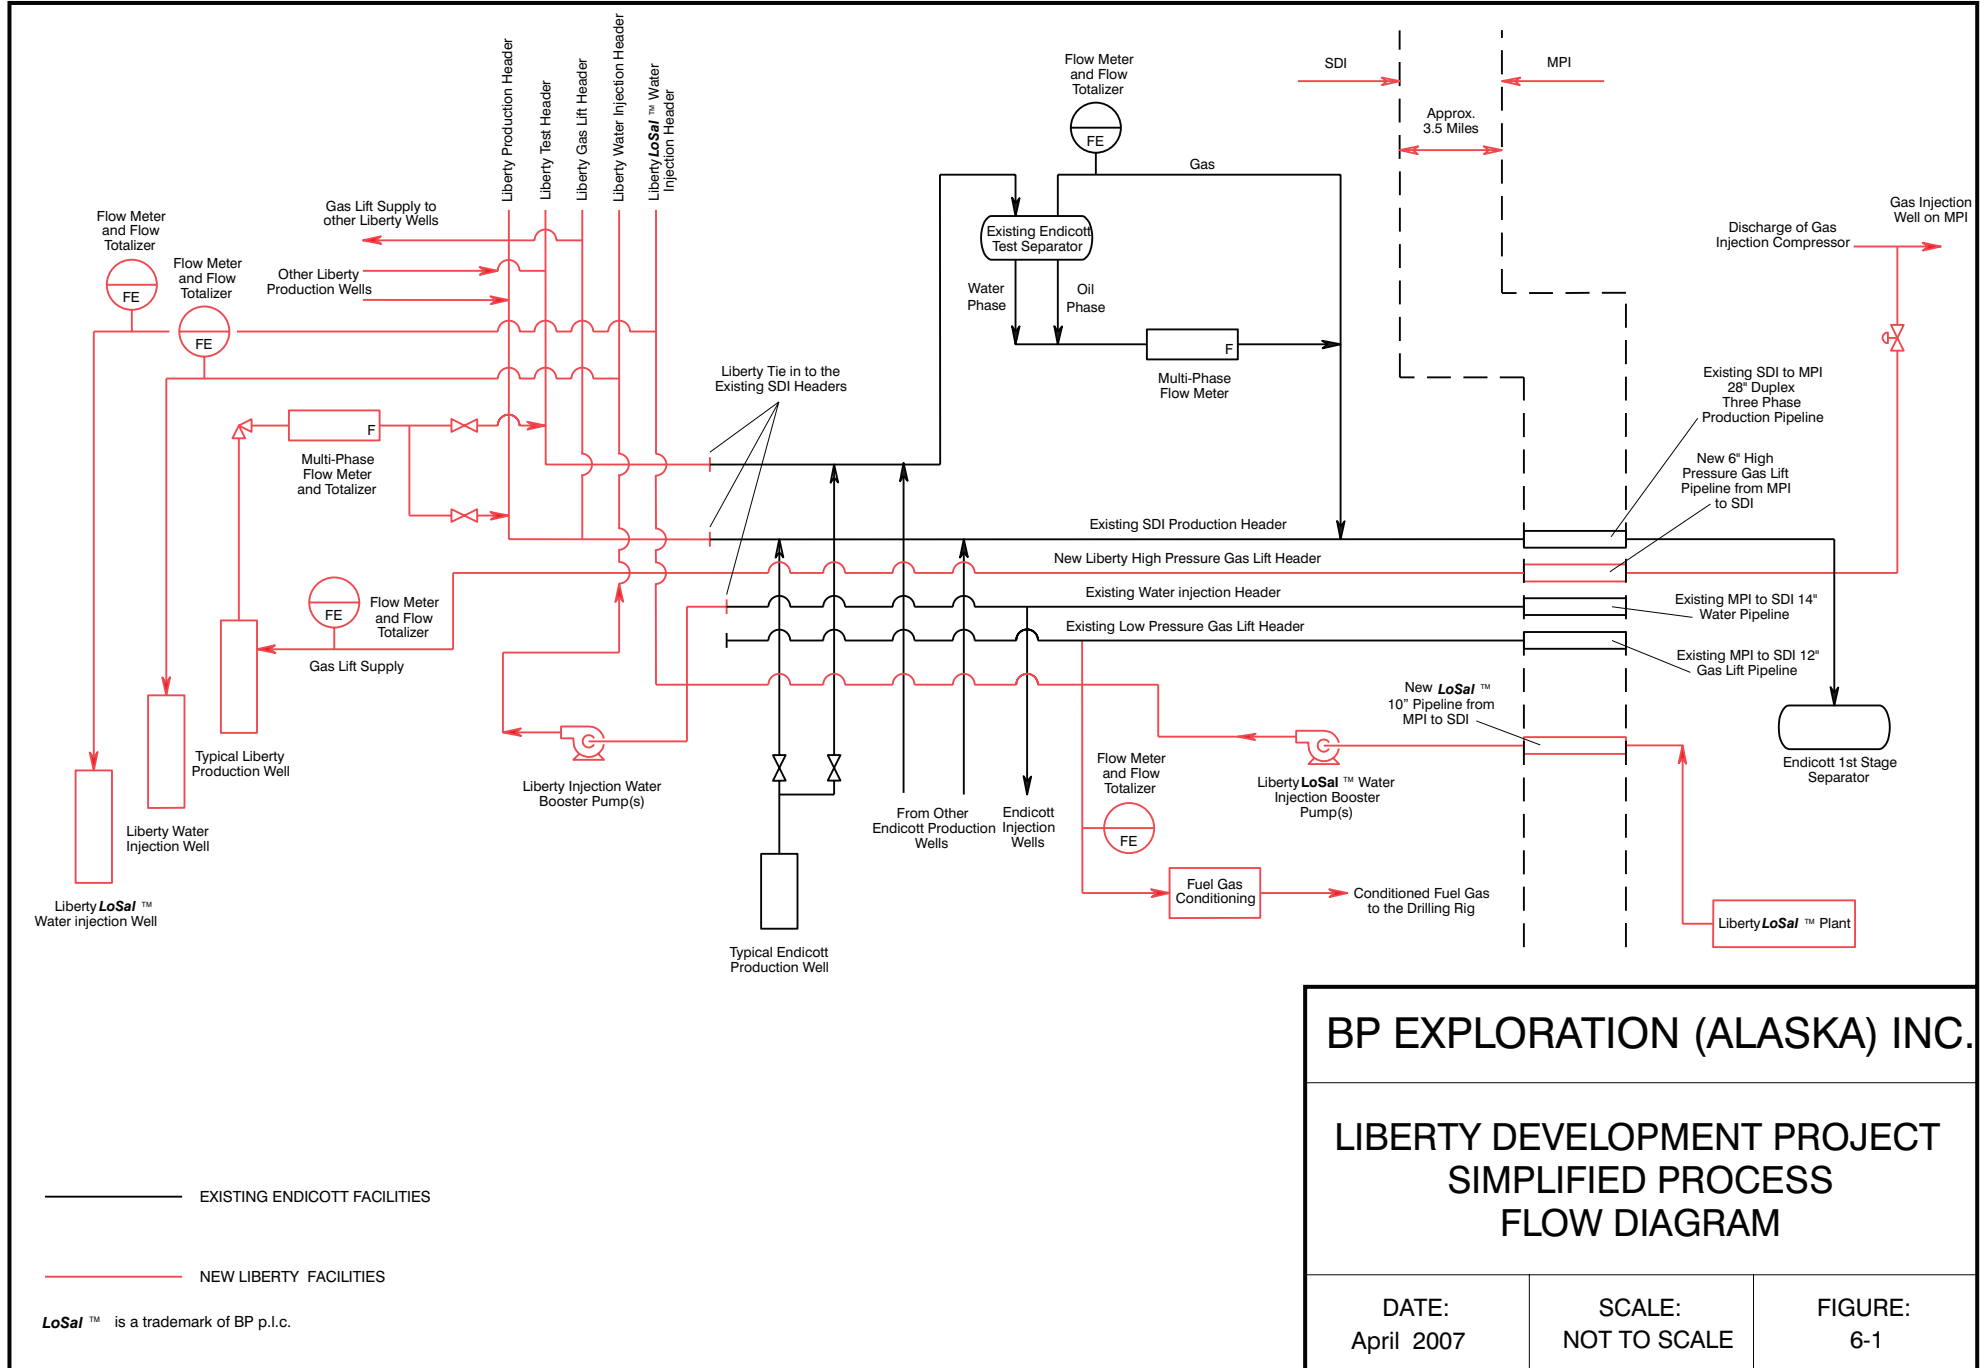 Liberty Production Header
Liberty Test Header
Liberty Gas Lift Header
Liberty Water Injection Header
Liberty LoSal ™ Water
Injection Header
Flow Meter
and Flow
Totalizer
FE
Gas
SDI
MPI
Approx.
3.5 Miles
Gas Lift Supply to
other Liberty Wells
Other Liberty
Production Wells
Flow Meter
and Flow
Totalizer
FE
Flow Meter
and Flow
Totalizer
FE
Existing Endicott
Test Separator
Water
Phase
Oil
Phase
F
Multi-Phase
Flow Meter
Gas Injection
Well on MPI
Discharge of Gas
Injection Compressor
Liberty Tie in to the
Existing SDI Headers
F
Multi-Phase
Flow Meter
and Totalizer
Existing SDI to MPI
28" Duplex
Three Phase
Production Pipeline
New 6" High
Pressure Gas Lift
Pipeline from MPI
to SDI
Existing SDI Production Header
New Liberty High Pressure Gas Lift Header
Existing Water injection Header
Existing Low Pressure Gas Lift Header
Existing MPI to SDI 14"
Water Pipeline
Existing MPI to SDI 12"
Gas Lift Pipeline
FE
Flow Meter
and Flow
Totalizer
Gas Lift Supply
New LoSal ™
10” Pipeline from
MPI to SDI
Typical Liberty
Production Well
Liberty Injection Water
Booster Pump(s)
Liberty Water
Injection Well
Liberty LoSal ™
Water injection Well
From Other
Endicott Production
Wells
Endicott
Injection
Wells
Flow Meter
and Flow
Totalizer
FE
Liberty LoSal ™ Water
Injection Booster
Pump(s)
Endicott 1st Stage
Separator
Fuel Gas
Conditioning
Conditioned Fuel Gas
to the Drilling Rig
Liberty LoSal ™ Plant
Typical Endicott
Production Well
EXISTING ENDICOTT FACILITIES
NEW LIBERTY FACILITIES
LoSal ™ is a trademark of BP p.l.c.
BP EXPLORATION (ALASKA) INC.
LIBERTY DEVELOPMENT PROJECT
SIMPLIFIED PROCESS
FLOW DIAGRAM
DATE:
April 2007
SCALE:
NOT TO SCALE
FIGURE:
6-1